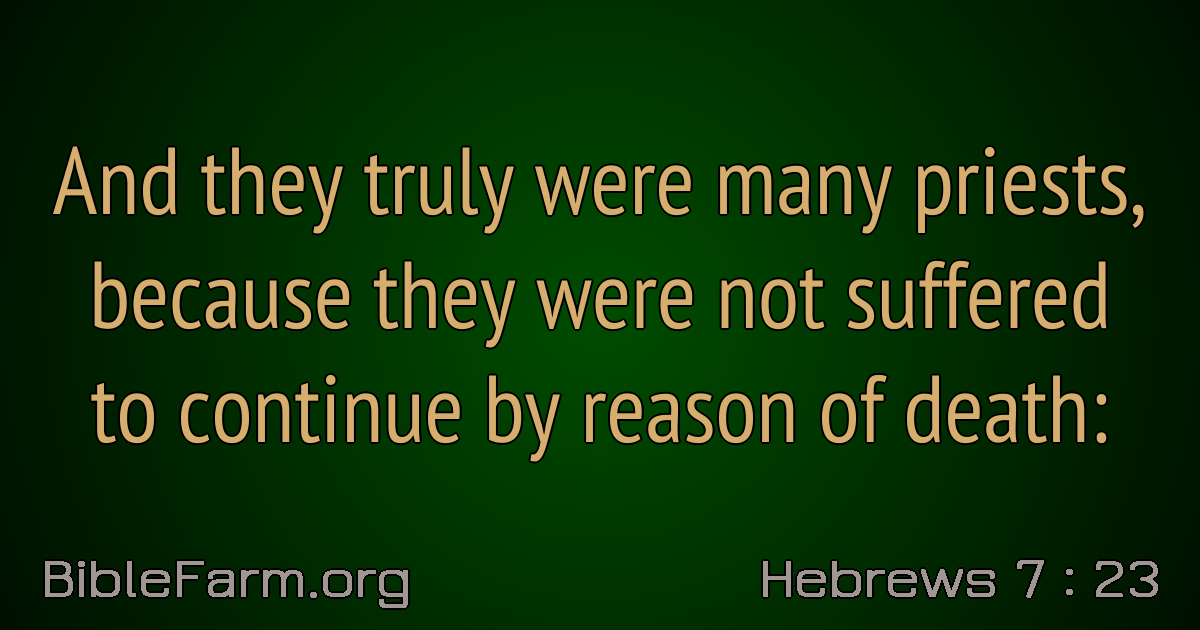 And they truly were many priests,
because they were not suffered
to continue by reason of death:
BibleFarm.org
Hebrews 7 : 23